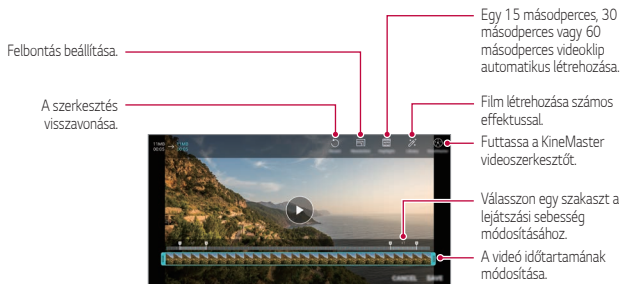 Egy 15 másodperces, 30
másodperces vagy 60
másodperces videoklip
automatikus létrehozása.
Felbontás beállítása.
Film létrehozása számos
effektussal.
A szerkesztés
visszavonása.
Futtassa a KineMaster
videoszerkesztőt.
Válasszon egy szakaszt a
lejátszási sebesség
módosításához.
A videó időtartamának
módosítása.
CANCEL SAVE